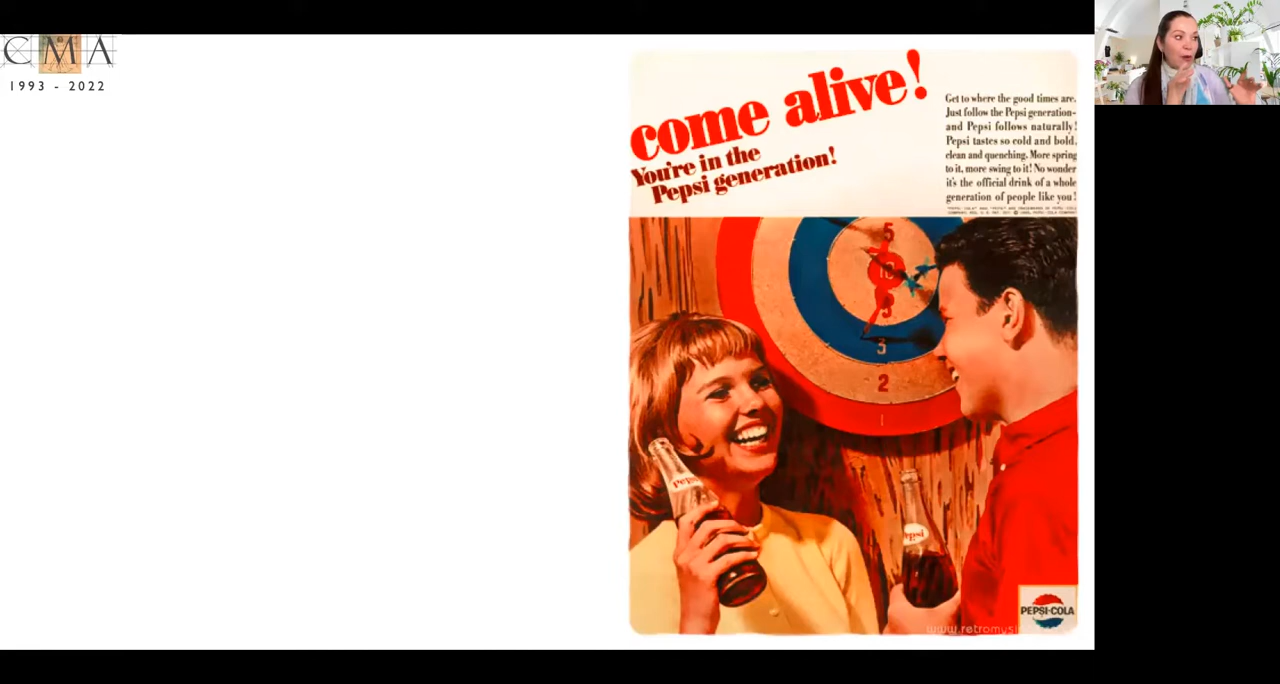 CMA
1993 - 2022
come alive!
You're in the
Pepsi generation!
Get to where the good times are.
Just follow the Pepsi generation—
and Pepsi follows naturally!
Pepsi tastes so cold and bold,
clean and quenching. More spring
to it, more swing to it! No wonder
it's the official drink of a whole
generation of people like you!
5
10
3
2
1
Pepsi
PEPSI-COLA